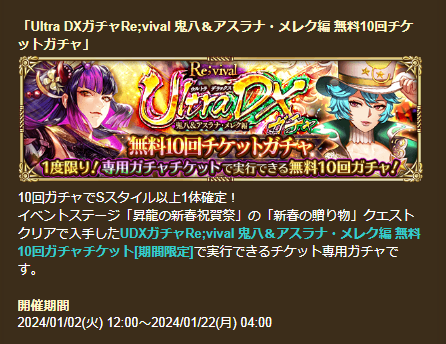 「Ultra DXガチャRe;vival 鬼八＆アスラナ・メレク編 無料10回チケ
ットガチャ」
Re;vival
ウルトラ デラックス
UltraDX
鬼八&アスラナ・メレク編
ガチャ
無料10回チケットガチャ
1度限り!専用ガチャチケットで実行できる無料10回ガチャ!
10回ガチャでSスタイル以上1体確定！
イベントステージ「昇龍の新春祝賀祭」の「新春の贈り物」クエスト
クリアで入手したUDXガチャRe;vival 鬼八＆アスラナ・メレク編 無料
10回ガチャチケット[期間限定]で実行できるチケット専用ガチャで
す。
開催期間
2024/01/02(火) 12:00～2024/01/22(月) 04:00